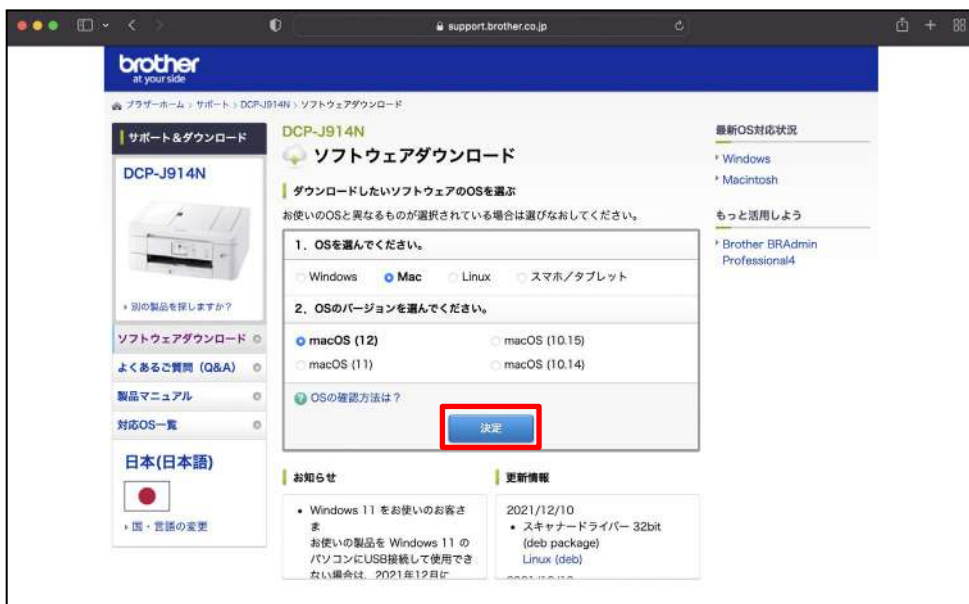 support.brother.co.jp
brother
at your side
ブラザーホーム › サポート › DCP-J914N › ソフトウェアダウンロード
サポート&ダウンロード
DCP-J914N
別の製品を探しますか?
ソフトウェアダウンロード
よくあるご質問（Q&A）
製品マニュアル
対応OS一覧
日本(日本語)
国・言語の変更
DCP-J914N
ソフトウェアダウンロード
ダウンロードしたいソフトウェアのOSを選ぶ
お使いのOSと異なるものが選択されている場合は選びなおしてください。
1. OSを選んでください。
Windows Mac Linux スマホ／タブレット
2. OSのバージョンを選んでください。
macOS (12) macOS (10.15)
macOS (11) macOS (10.14)
OSの確認方法は？
決定
お知らせ
• Windows 11 をお使いのお客さ
ま
お使いの製品を Windows 11 の
パソコンにUSB接続して使用でき
ない場合は、2021年12月に
更新情報
2021/12/10
• スキャナードライバー 32bit
(deb package)
Linux (deb)
最新OS対応状況
Windows
Macintosh
もっと活用しよう
Brother BRAdmin
Professional4